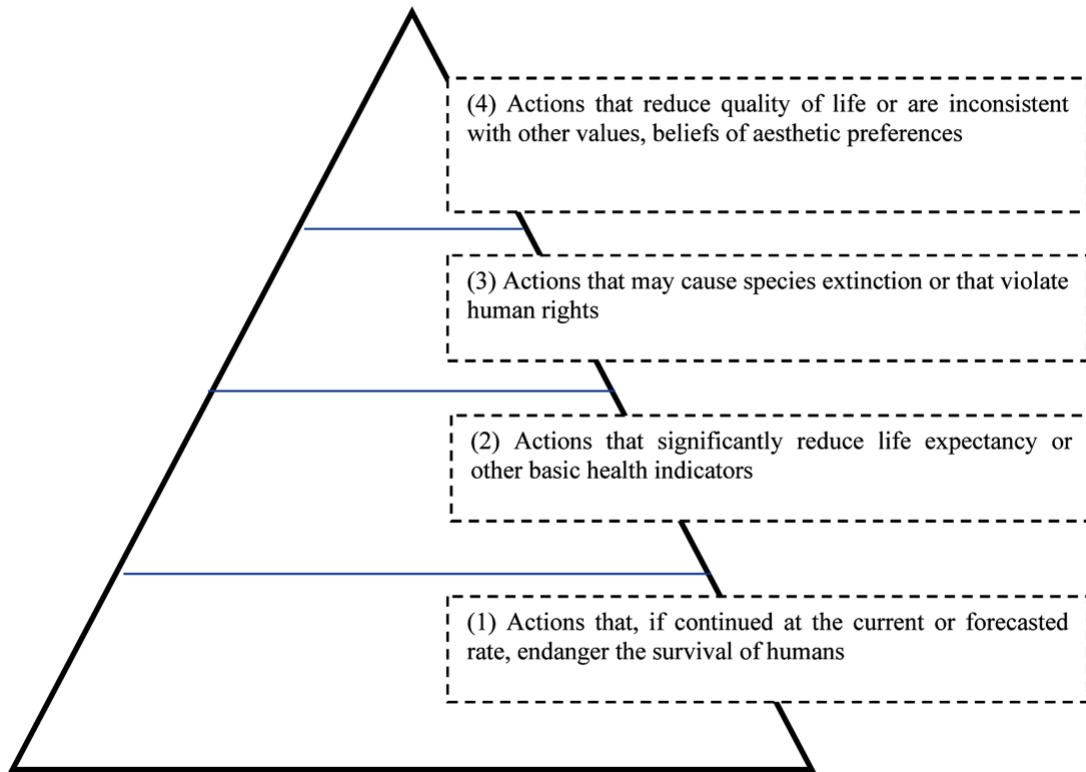 (4) Actions that reduce quality of life or are inconsistent
with other values, beliefs of aesthetic preferences
(3) Actions that may cause species extinction or that violate
human rights
(2) Actions that significantly reduce life expectancy or
other basic health indicators
(1) Actions that, if continued at the current or forecasted
rate, endanger the survival of humans